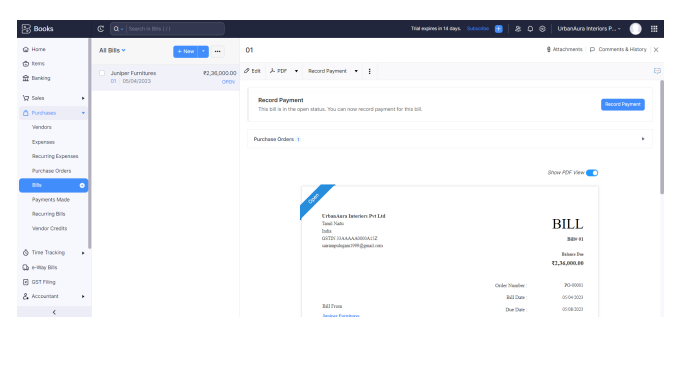 Books
Search in Bills ( / )
Trial expires in 14 days.
Subscribe
UrbanAura Interiors P...
Home
Items
Banking
Sales
Purchases
Vendors
Expenses
Recurring Expenses
Purchase Orders
Bills
Payments Made
Recurring Bills
Vendor Credits
Time Tracking
e-Way Bills
GST Filing
Accountant
All Bills
+ New
Juniper Furnitures
₹2,36,000.00
01 05/04/2023
OPEN
01
Attachments
Comments & History
Edit
PDF
Record Payment
Record Payment
This bill is in the open status. You can now record payment for this bill.
Record Payment
Purchase Orders 1
Show PDF View
Open
UrbanAura Interiors Pvt Ltd
Tamil Nadu
India
BILL
Bill# 01
Balance Due
₹2,36,000.00
Order Number : PO-00001
Bill Date : 05/04/2023
Due Date : 05/08/2023
Bill From
Juniper Furnitures